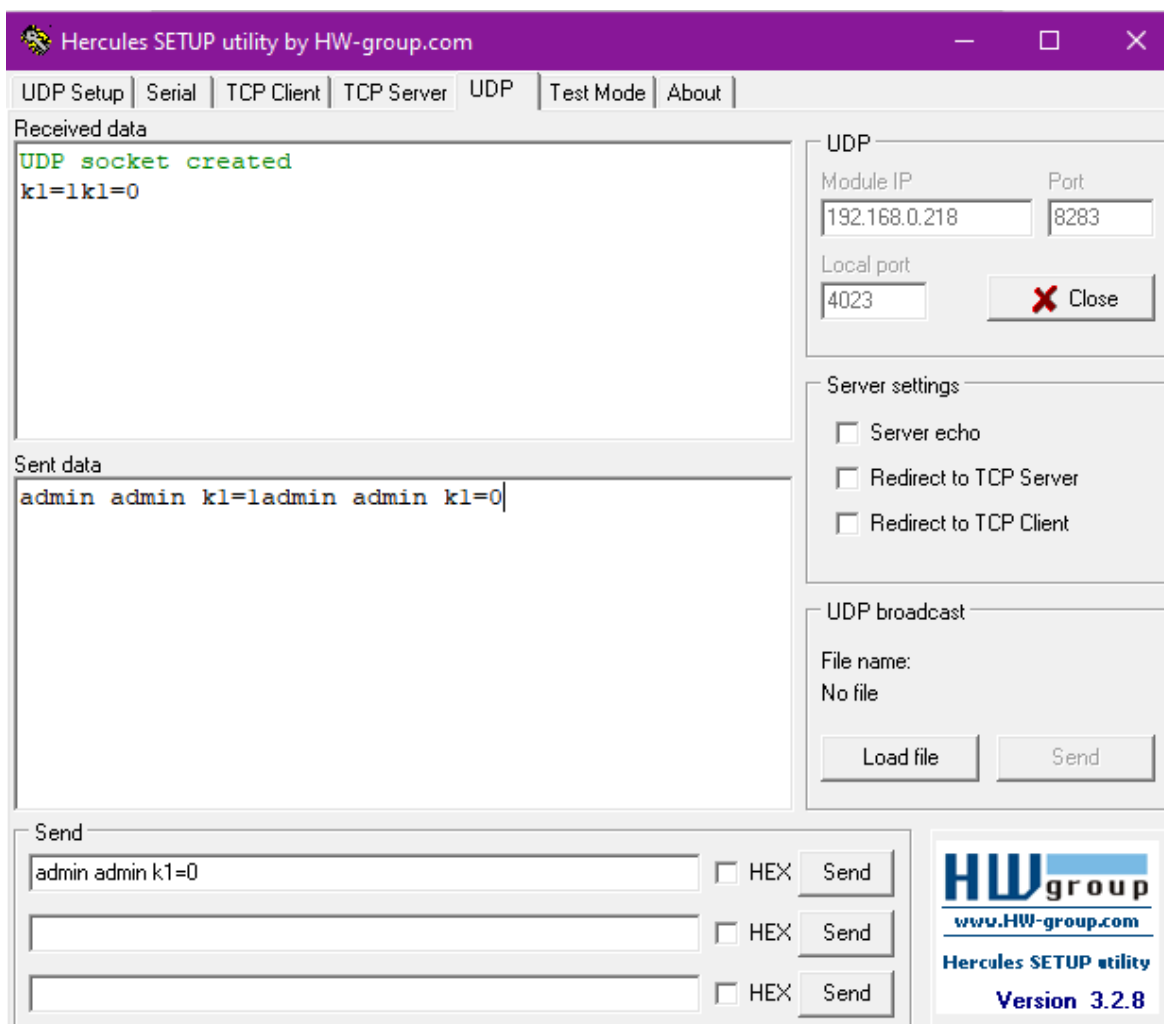 Hercules SETUP utility by HW-group.com
UDP Setup Serial TCP Client TCP Server UDP Test Mode About
Received data
UDP socket created
k1=1k1=0
UDP
Module IP Port
192.168.0.218 8283
Local port
4023 Close
Server settings
Server echo
Redirect to TCP Server
Redirect to TCP Client
Sent data
admin admin k1=1admin admin k1=0
UDP broadcast
File name:
No file
Load file Send
Send
admin admin k1=0 HEX Send
HEX Send
HEX Send
HW group
www.HW-group.com
Hercules SETUP utility
Version 3.2.8